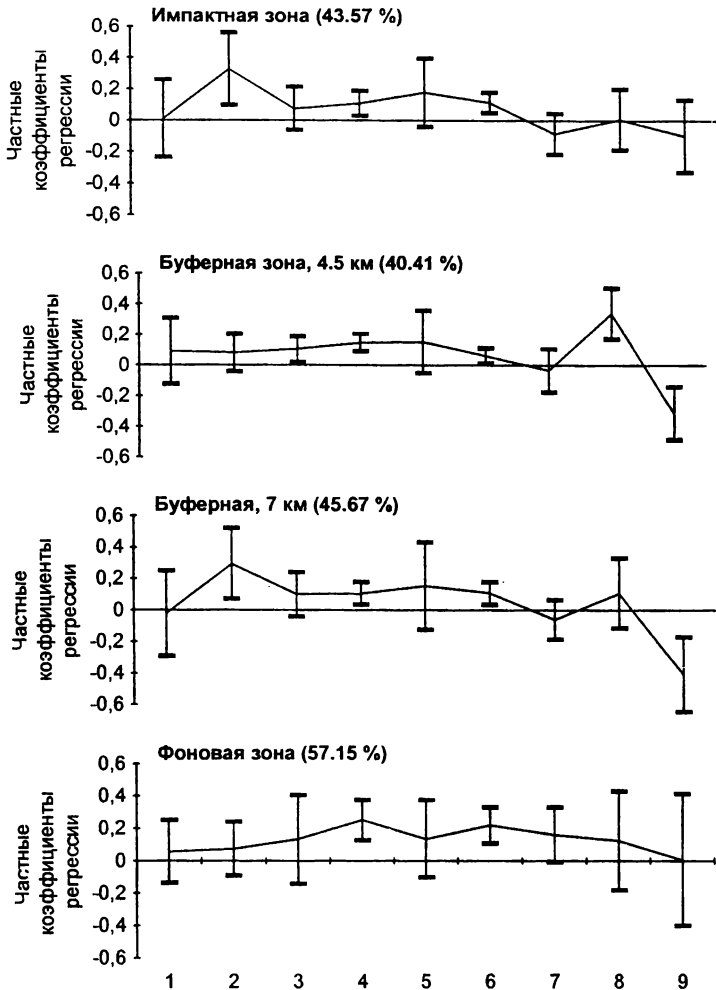 Импактная зона (43.57 %)
Частные
коэффициенты
регрессии
0,6
0,4
0,2
0
-0,2
-0,4
-0,6
Буферная зона, 4.5 км (40.41 %)
Частные
коэффициенты
регрессии
0,6
0,4
0,2
0
-0,2
-0,4
-0,6
Буферная, 7 км (45.67 %)
Частные
коэффициенты
регрессии
0,6
0,4
0,2
0
-0,2
-0,4
-0,6
Фоновая зона (57.15 %)
Частные
коэффициенты
регрессии
0,6
0,4
0,2
0
-0,2
-0,4
-0,6
1 2 3 4 5 6 7 8 9